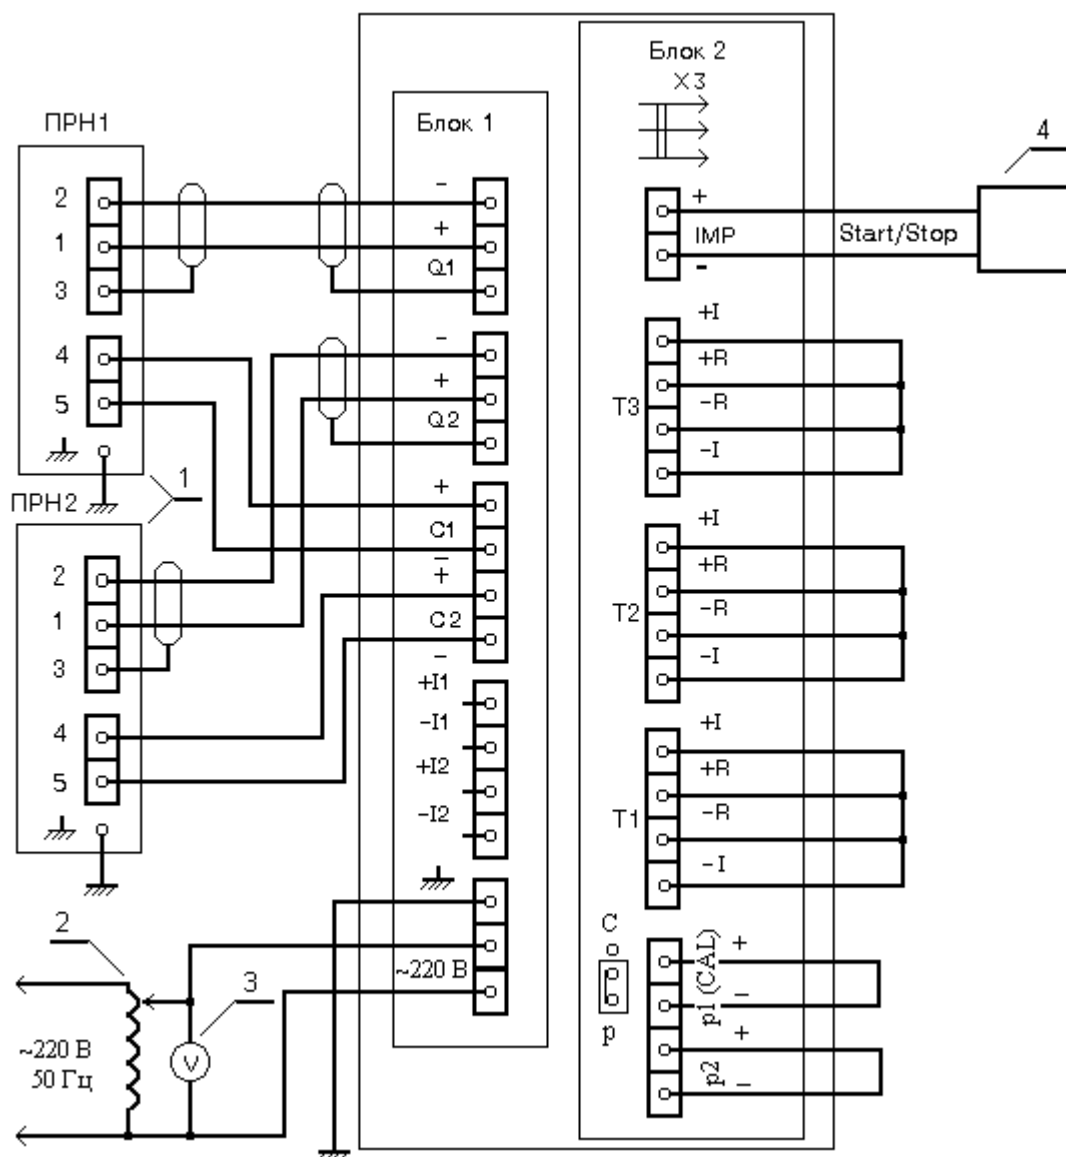 ПРН1
2
1
3
4
5
1
ПРН2
2
1
3
4
5
2
3
~220 В
50 Гц
V
Блок 1
-
+
Q1
-
+
Q2
+
C1
-
+
C2
-
+I1
-I1
+I2
-I2
~220 В
Блок 2
X3
+
IMP
-
Start/Stop
4
+I
+R
T3
-R
-I
+I
+R
T2
-R
-I
+I
+R
T1
-R
-I
C
p
p1 (CAL)
+
-
p2
+
-